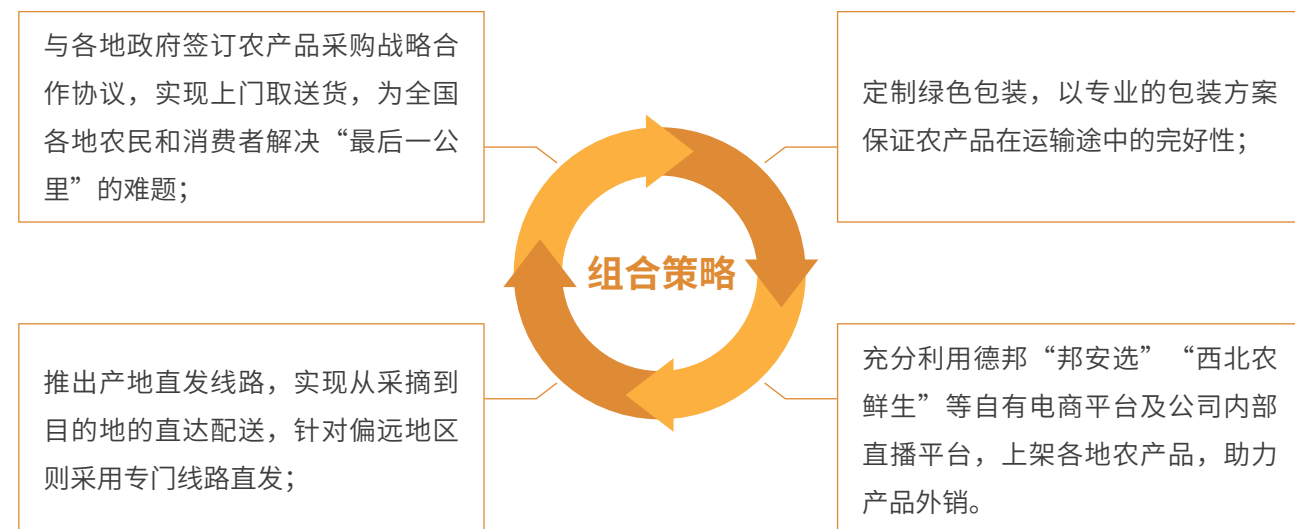 与各地政府签订农产品采购战略合
作协议，实现上门取送货，为全国
各地农民和消费者解决“最后一公
里”的难题；
定制绿色包装，以专业的包装方案
保证农产品在运输途中的完好性；
组合策略
推出产地直发线路，实现从采摘到
目的地的直达配送，针对偏远地区
则采用专门线路直发；
充分利用德邦“邦安选”“西北农
鲜生”等自有电商平台及公司内部
直播平台，上架各地农产品，助力
产品外销。